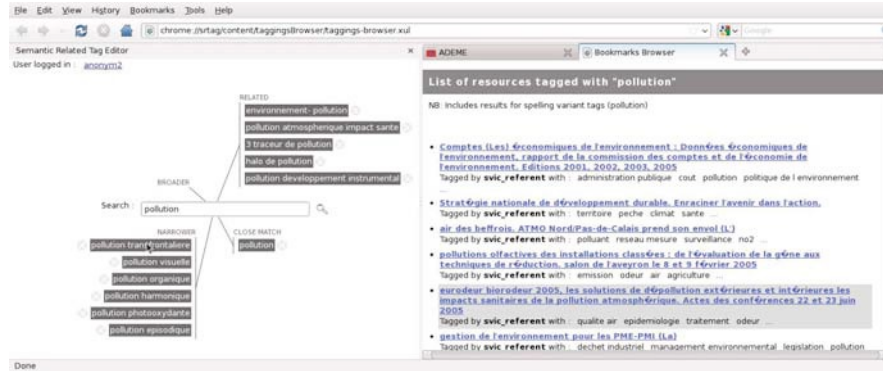 File Edit View History Bookmarks Tools Help
chrome://srtag/content/taggingsBrowser/taggings-browser.xul
Google
Semantic Related Tag Editor
User logged in : anonym2
RELATED
environnement- pollution
pollution atmospherique impact sante
3 traceur de pollution
halo de pollution
pollution developpement instrumental
BROADER
Search : pollution
NARROWER
pollution transfrontaliere
pollution visuelle
pollution organique
pollution harmonique
pollution photooxydante
pollution episodique
CLOSE MATCH
pollution
ADEME
Bookmarks Browser
List of resources tagged with "pollution"
NB: Includes results for spelling variant tags (pollution)
• Comptes (Les) �conomiques de l'environnement : Donn�es �conomiques de
l'environnement, rapport de la commission des comptes et de l'�conomie de
l'environnement. Editions 2001, 2002, 2003, 2005
Tagged by svic_referent with : administration publique cout pollution politique de l environnement
...
• Strat�gie nationale de d�veloppement durable. Enraciner l'avenir dans l'action.
Tagged by svic_referent with : territoire peche climat sante ...
• air des beffrois. ATMO Nord/Pas-de-Calais prend son envol (L')
Tagged by svic_referent with : polluant reseau mesure surveillance no2 ...
• pollutions olfactives des installations class�es : de l'�valuation de la g�ne aux
techniques de r�duction. salon de l'aveyron le 8 et 9 f�vrier 2005
Tagged by svic_referent with : emission odeur air agriculture ...
• eurodeur biorodeur 2005, les solutions de d�pollution ext�rieures et int�rieures les
impacts sanitaires de la pollution atmosph�rique. Actes des conf�rences 22 et 23 juin
2005
Tagged by svic_referent with : qualite air epidemiologie traitement odeur ...
• gestion de l'environnement pour les PME-PMI (La)
Tagged by svic_referent with : dechet industriel management environnemental legislation pollution
Done